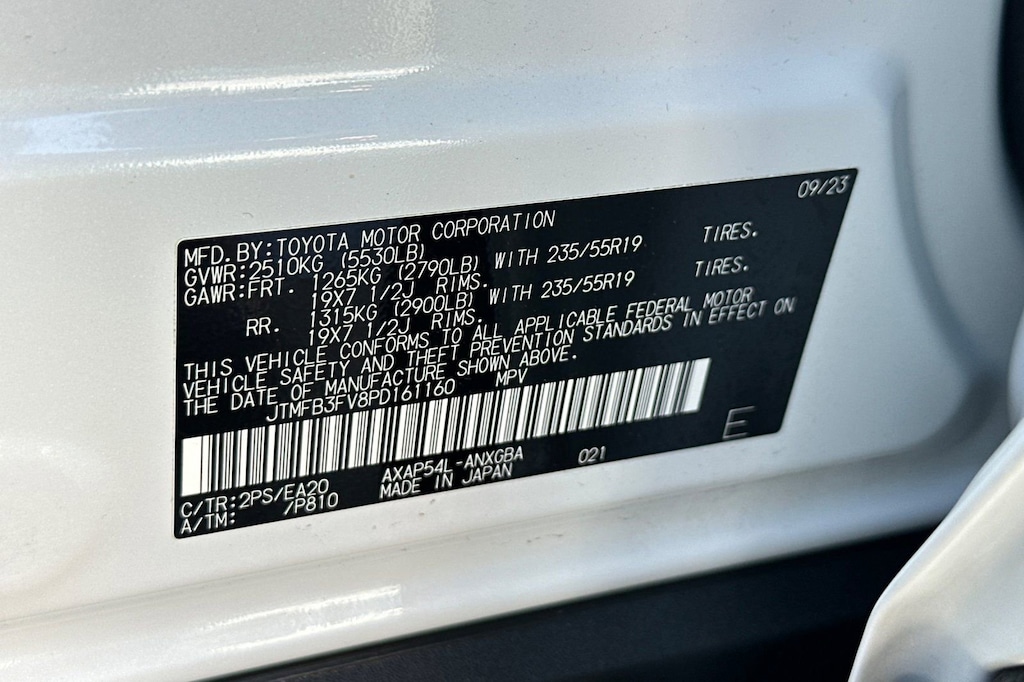 09/23
MFD.BY:TOYOTA MOTOR CORPORATION
GVWR:2510KG (5530LB)
GAWR:FRT. 1265KG (2790LB) WITH 235/55R19 TIRES.
19X7 1/2J RIMS.
RR. 1315KG (2900LB) WITH 235/55R19 TIRES.
19X7 1/2J RIMS.
THIS VEHICLE CONFORMS TO ALL APPLICABLE FEDERAL MOTOR
VEHICLE SAFETY AND THEFT PREVENTION STANDARDS IN EFFECT ON
THE DATE OF MANUFACTURE SHOWN ABOVE.
JTMFB3FV8PD161160 MPV
E
AXAP54L-ANXGBA 021
C/TR:2PS/EA20 MADE IN JAPAN
A/TM: /P810